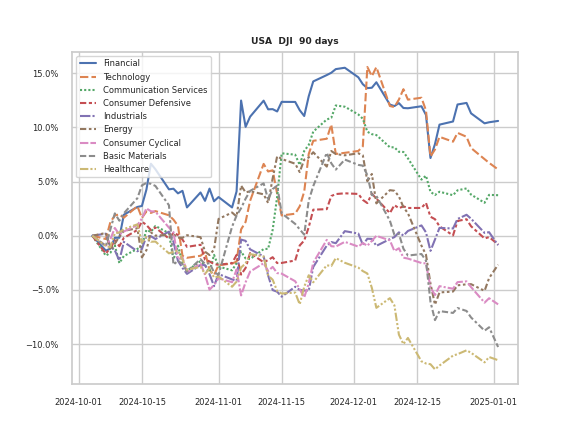 USA DJI 90 days
Financial
Technology
Communication Services
Consumer Defensive
Industrials
Energy
Consumer Cyclical
Basic Materials
Healthcare
15.0%
10.0%
5.0%
0.0%
−5.0%
−10.0%
2024-10-01 2024-10-15 2024-11-01 2024-11-15 2024-12-01 2024-12-15 2025-01-01